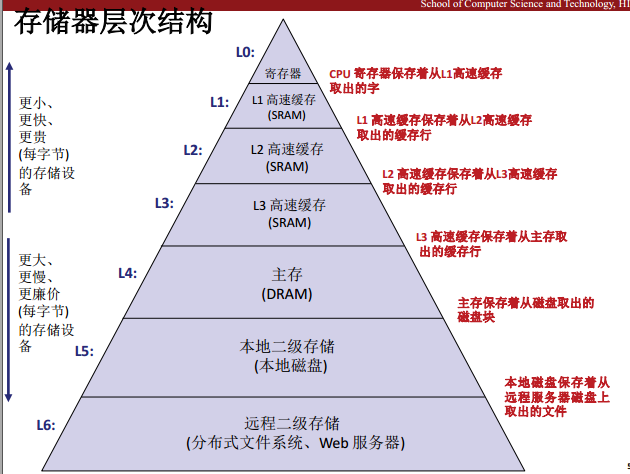 School of Computer Science and Technology, HI
存储器层次结构
L0:
寄存器
CPU 寄存器保存着从L1高速缓存
取出的字
更小、
更快、
更贵
(每字节)
的存储设
备
L1:
L1 高速缓存
(SRAM)
L1 高速缓存保存着从L2高速缓存
取出的缓存行
L2:
L2 高速缓存
(SRAM)
L2 高速缓存保存着从L3高速缓存
取出的缓存行
L3:
L3 高速缓存
(SRAM)
L3 高速缓存保存着从主存取
出的缓存行
更大、
更慢、
更廉价
(每字节)
的存储设
备
L4:
主存
(DRAM)
主存保存着从磁盘取出的
磁盘块
L5:
本地二级存储
(本地磁盘)
本地磁盘保存着从
远程服务器磁盘上
取出的文件
L6:
远程二级存储
(分布式文件系统、Web 服务器)